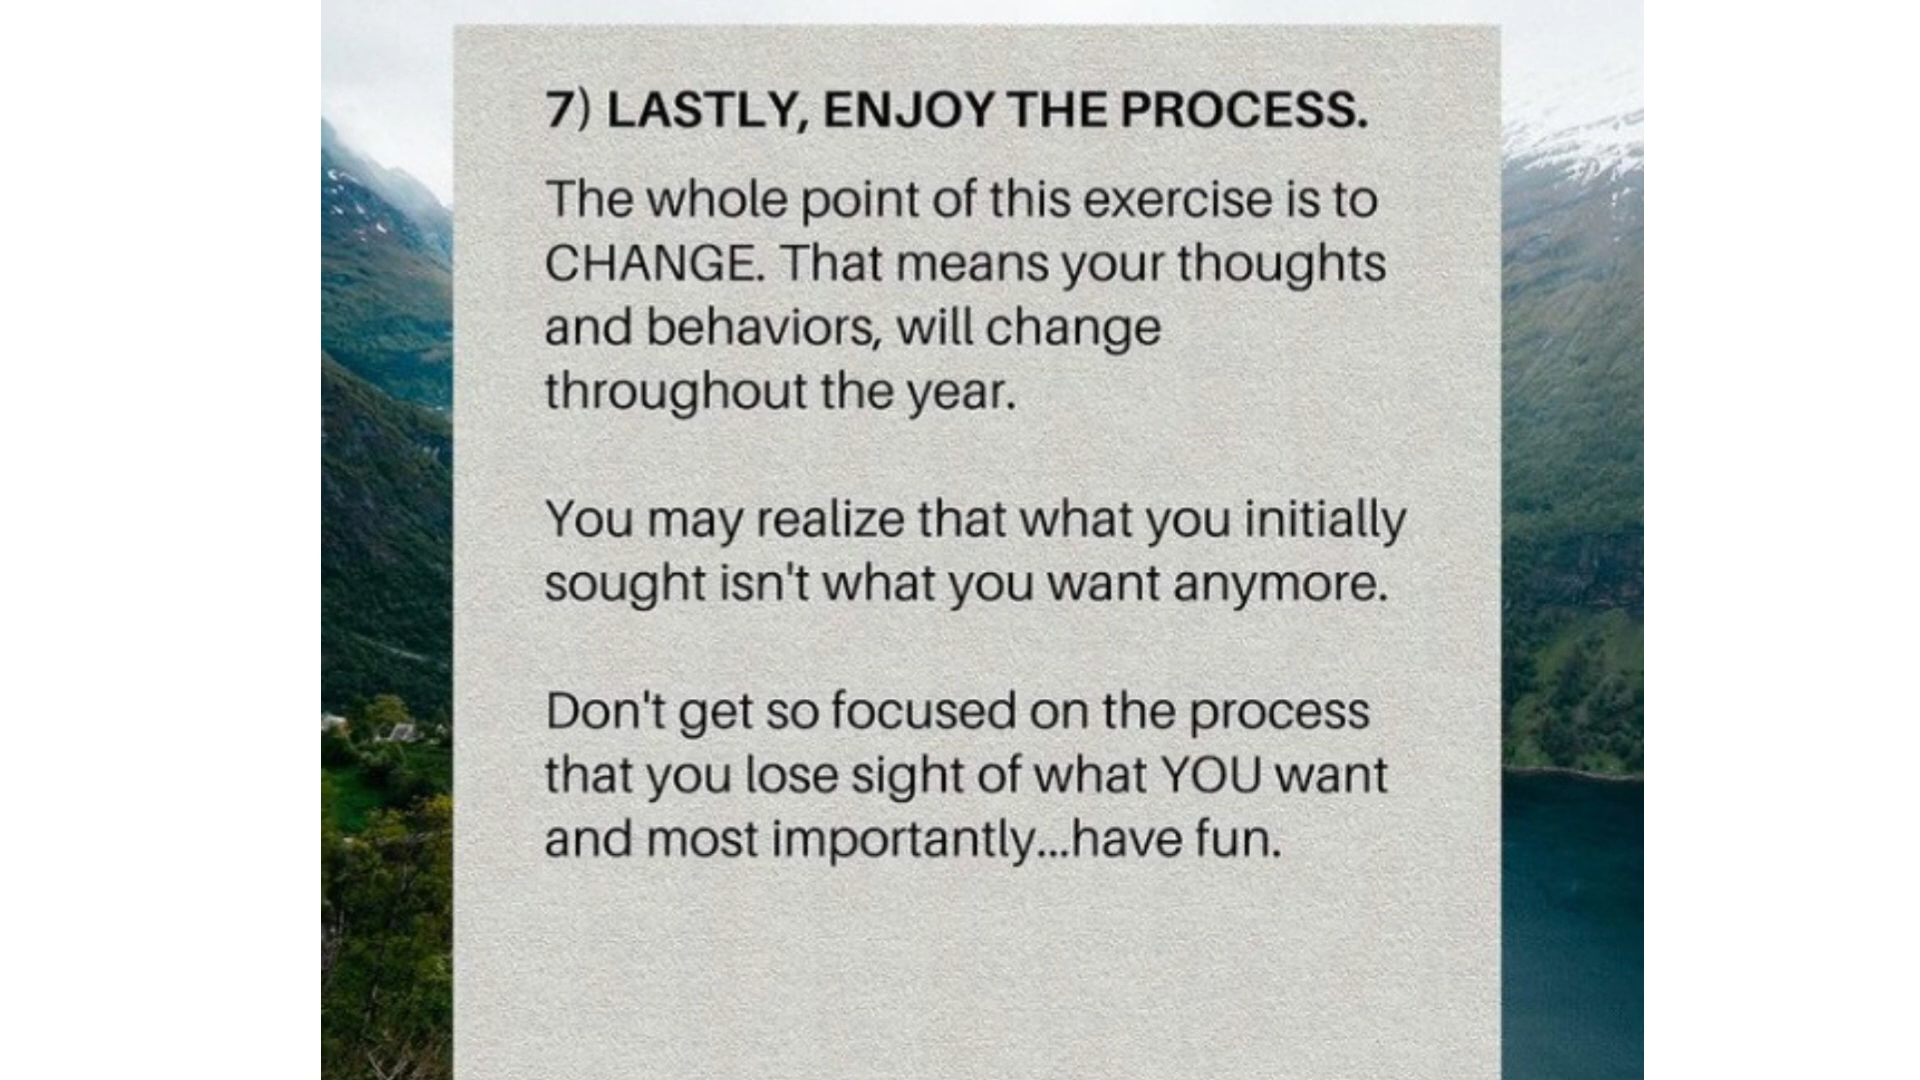 7) LASTLY, ENJOY THE PROCESS.
The whole point of this exercise is to
CHANGE. That means your thoughts
and behaviors, will change
throughout the year.
You may realize that what you initially
sought isn't what you want anymore.
Don't get so focused on the process
that you lose sight of what YOU want
and most importantly...have fun.